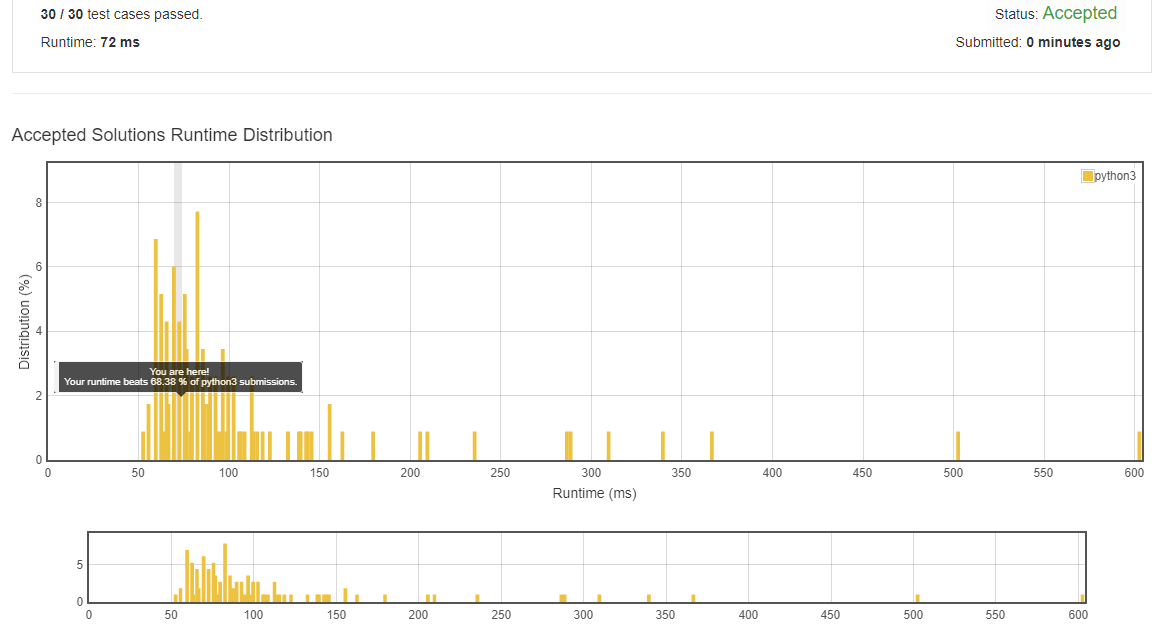 30 / 30 test cases passed.
Status: Accepted
Runtime: 72 ms
Submitted: 0 minutes ago
Accepted Solutions Runtime Distribution
python3
8
6
4
2
0
Distribution (%)
You are here!
Your runtime beats 68.38 % of python3 submissions.
0 50 100 150 200 250 300 350 400 450 500 550 600
Runtime (ms)
5
0
0 50 100 150 200 250 300 350 400 450 500 550 600